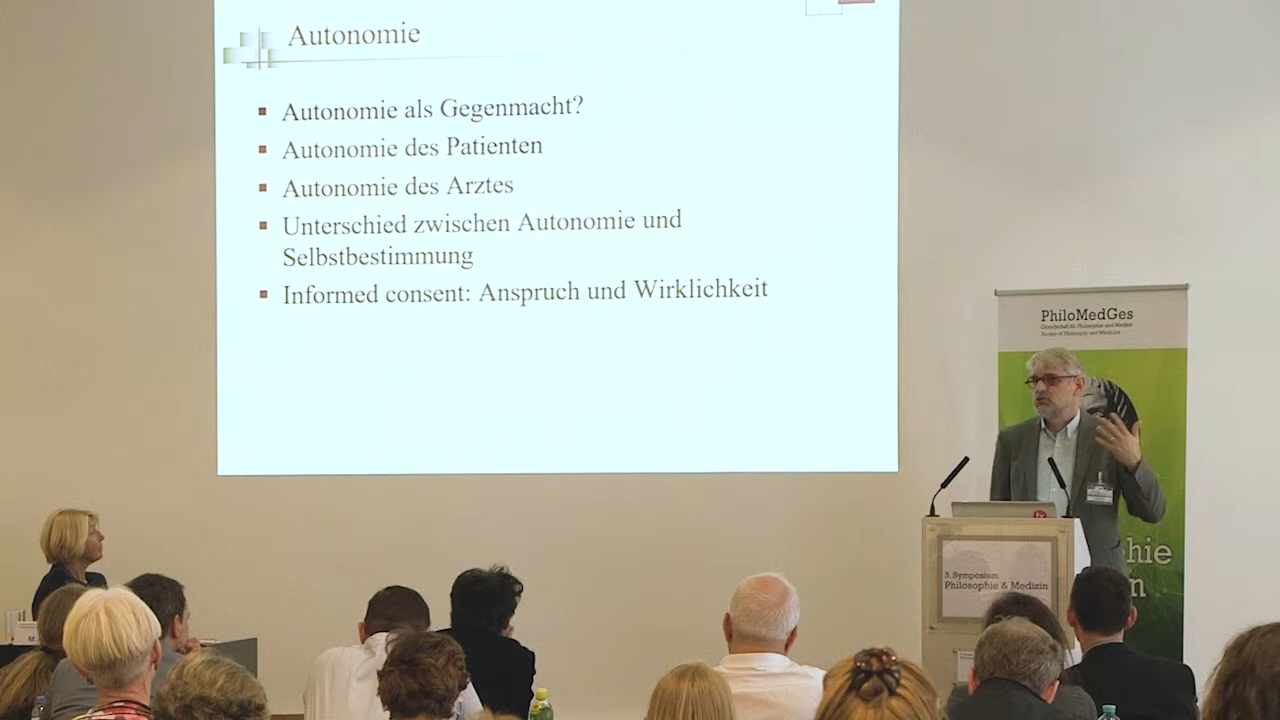 Autonomie
Autonomie als Gegenmacht?
Autonomie des Patienten
Autonomie des Arztes
Unterschied zwischen Autonomie und
Selbstbestimmung
Informed consent: Anspruch und Wirklichkeit
PhiloMedGes
Gesellschaft für Philosophie und Medizin
Society of Philosophy and Medicine
hie
n
3. Symposium
Philosophie & Medizin
M.